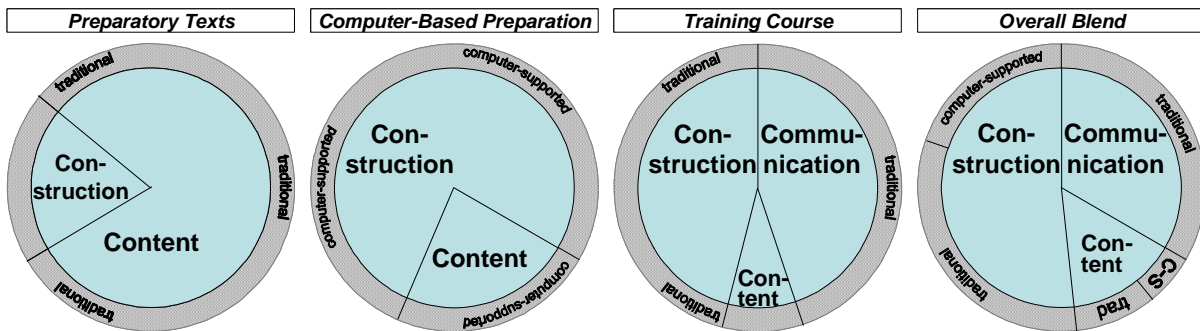 Preparatory Texts
traditional
Con-
struction
traditional
Content
traditional
Computer-Based Preparation
computer-supported
Con-
struction
computer-supported
Content
computer-supported
Training Course
traditional
Con-
struction
Commu-
nication
traditional
Con-
tent
traditional
Overall Blend
computer-supported
traditional
Con-
struction
Commu-
nication
Con-
tent
traditional
C-S
trad